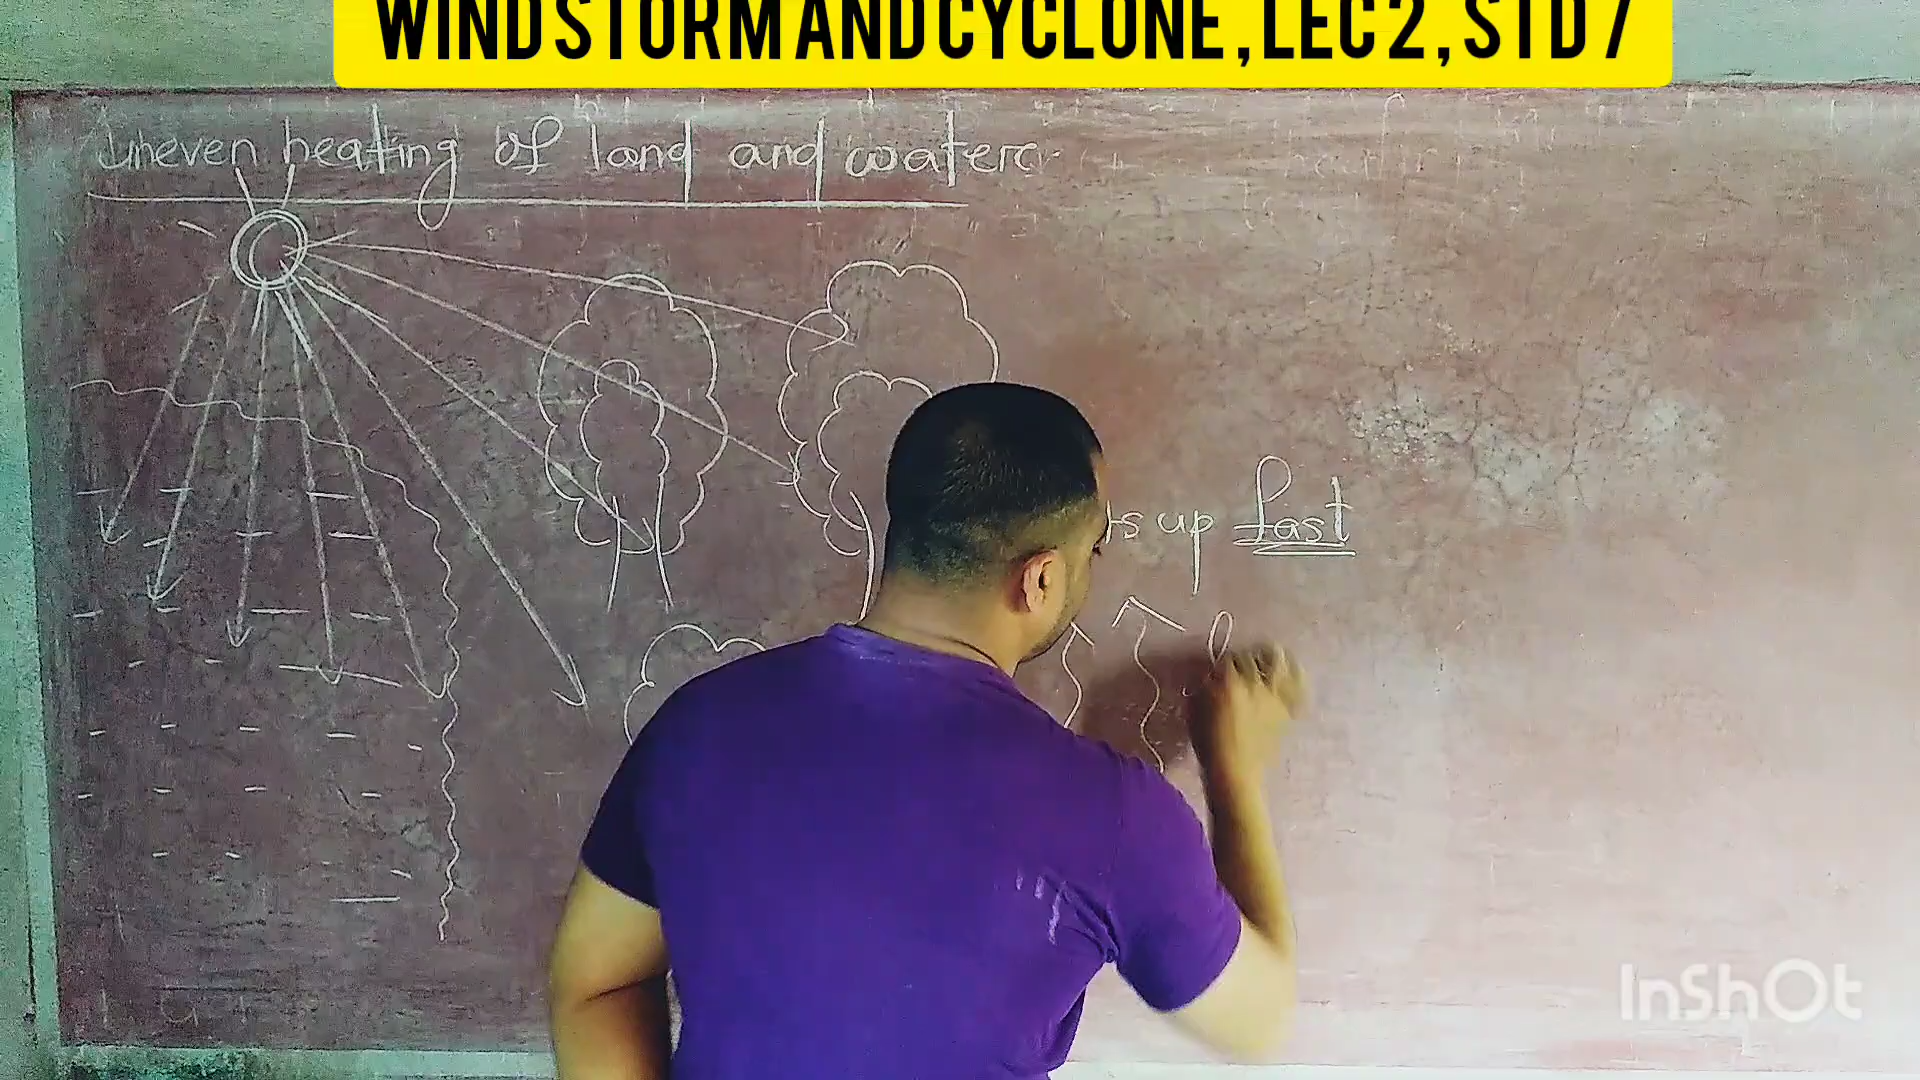 WIND STORM AND CYCLONE , LEC 2 , STD 7
Uneven heating of land and water
up fast
InShOt